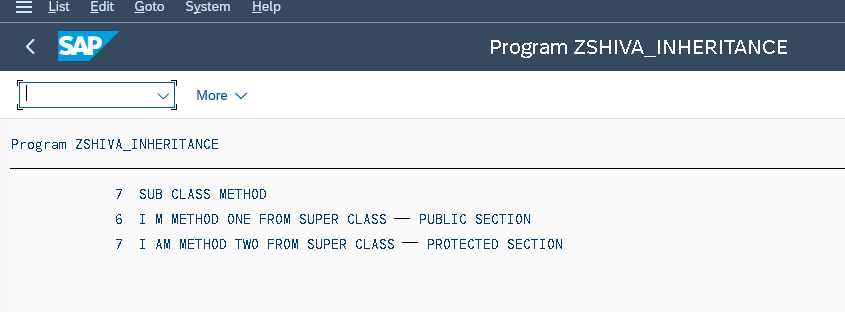 List Edit Goto System Help
SAP Program ZSHIVA_INHERITANCE
More
Program ZSHIVA_INHERITANCE
7 SUB CLASS METHOD
6 I M METHOD ONE FROM SUPER CLASS — PUBLIC SECTION
7 I AM METHOD TWO FROM SUPER CLASS — PROTECTED SECTION